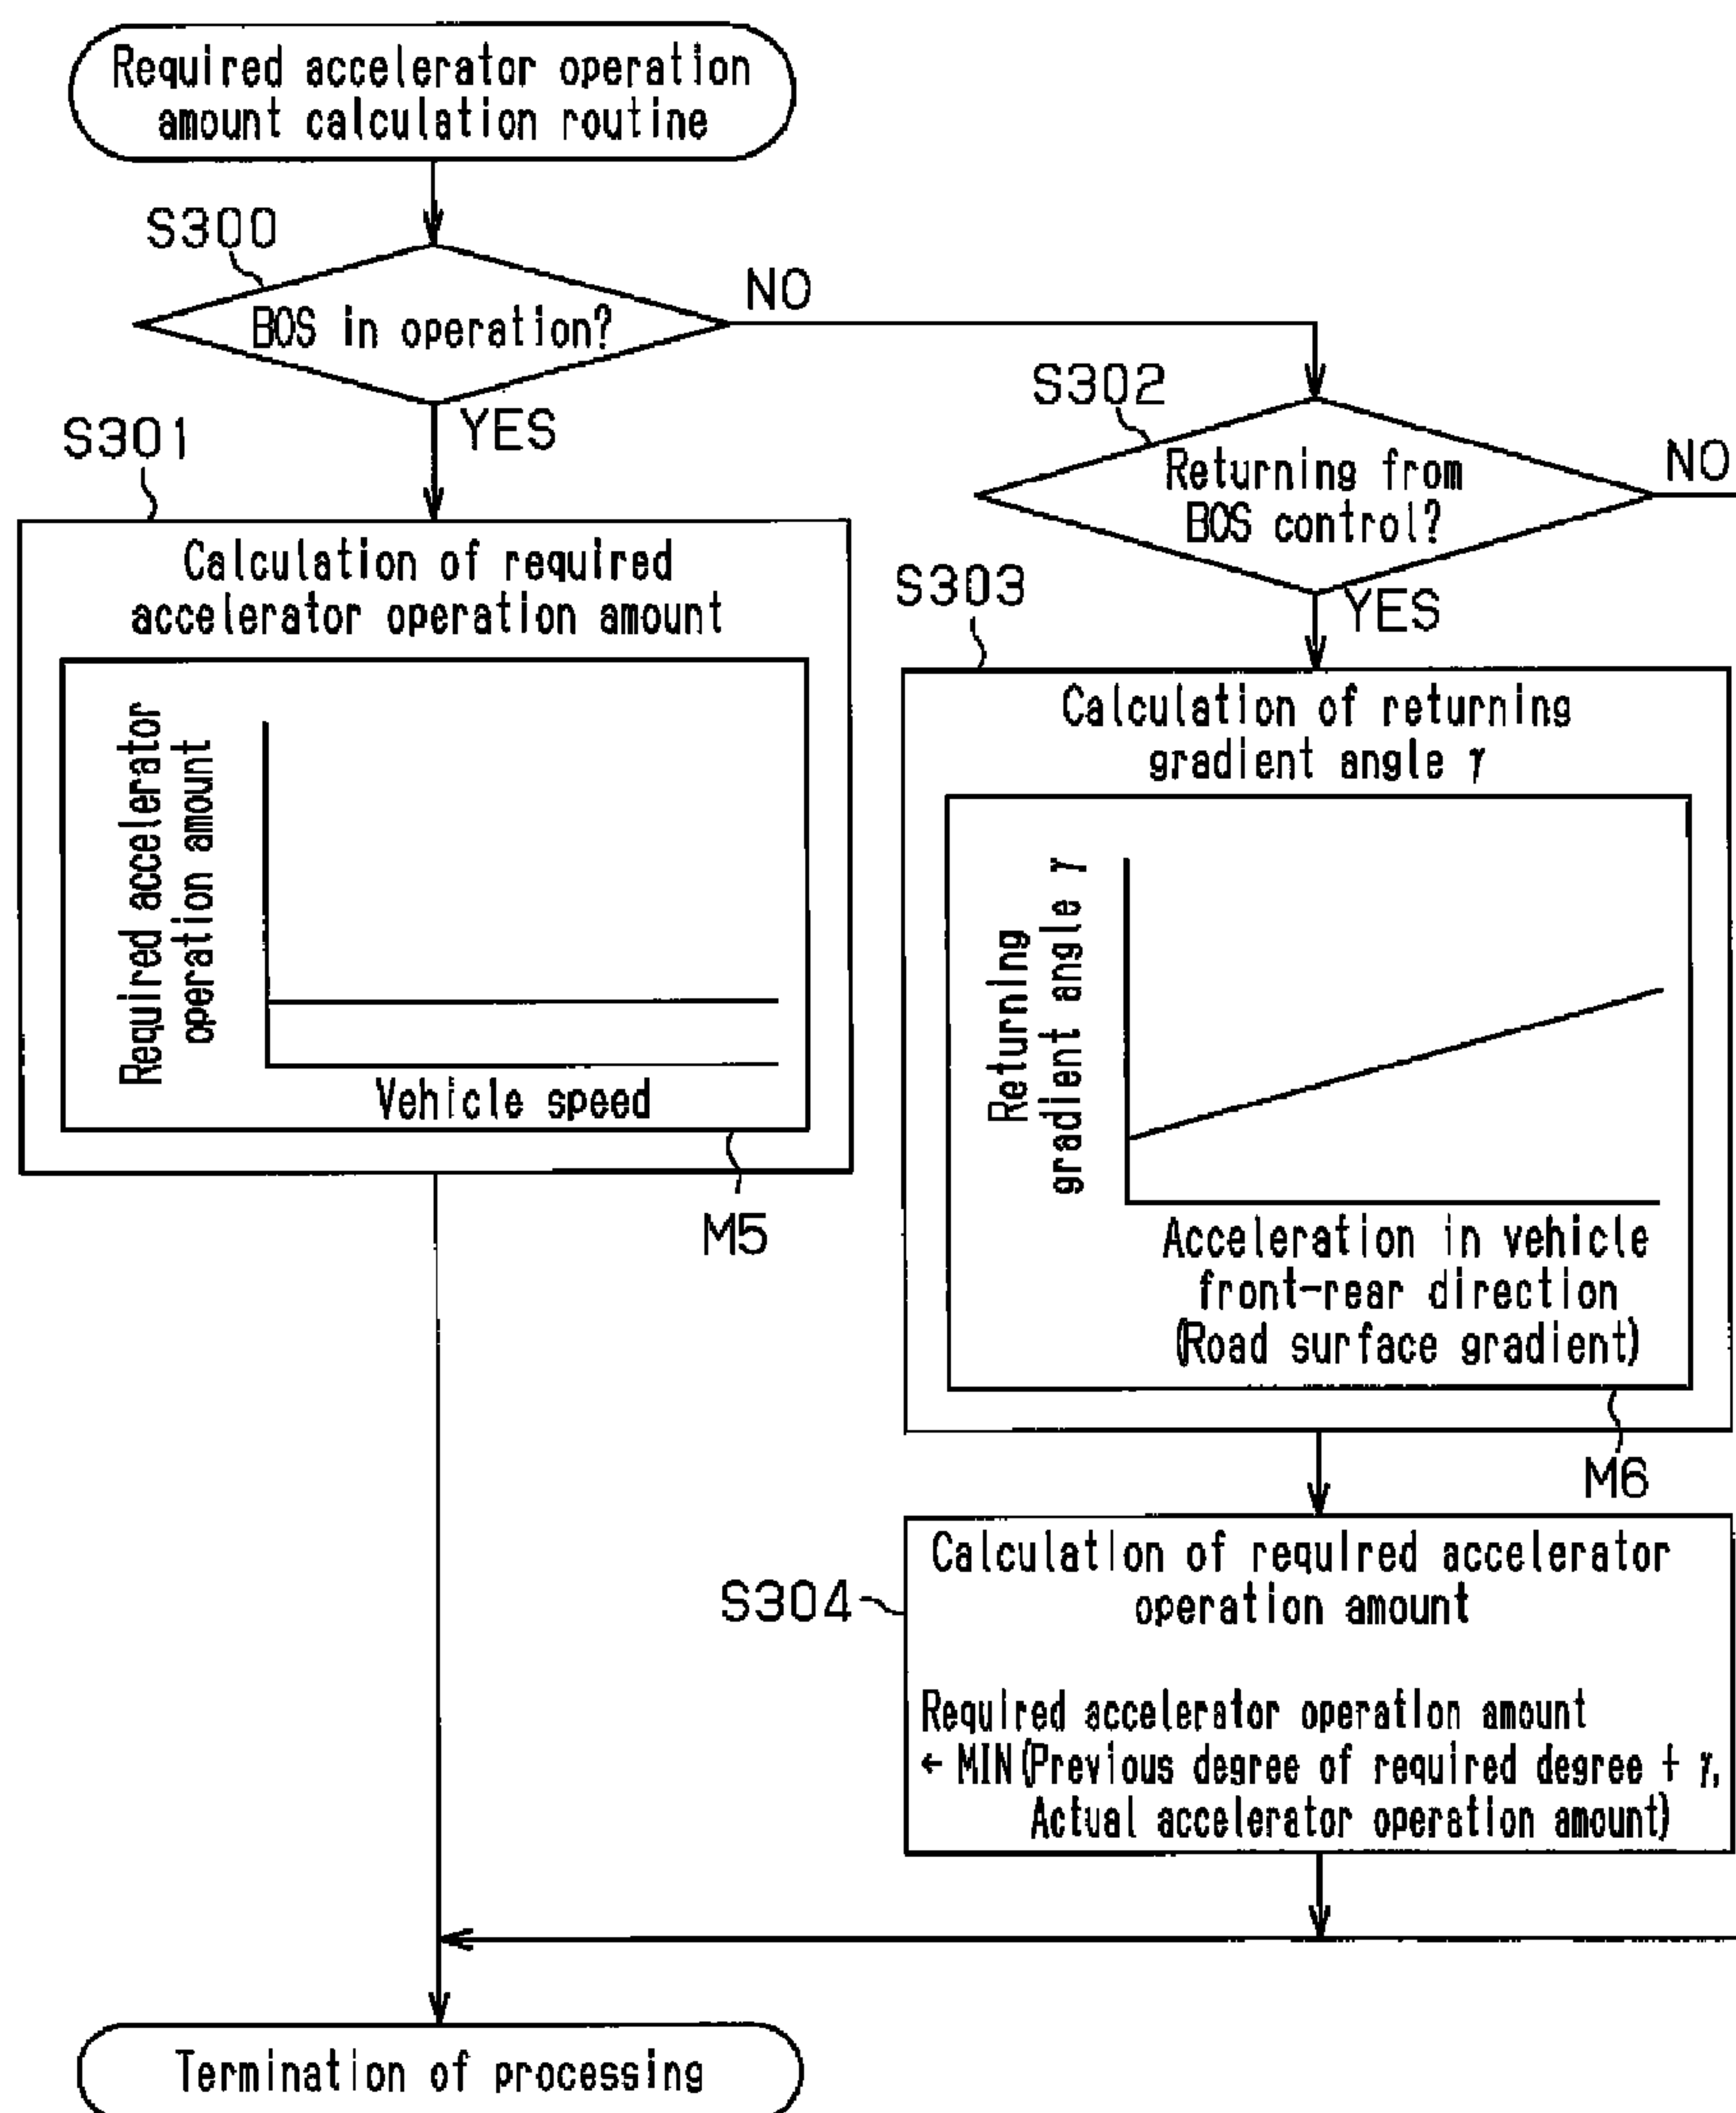 Required accelerator operation
amount calculation routine
S300
BOS in operation?
NO
YES
S301
Calculation of required
accelerator operation amount
Required accelerator
operation amount
Vehicle speed
M5
S302
Returning from
BOS control?
NO
YES
S303
Calculation of returning
gradient angle γ
Returning
gradient angle γ
Acceleration in vehicle
front-rear direction
(Road surface gradient)
M6
S304
Calculation of required accelerator
operation amount
Required accelerator operation amount
← MIN(Previous degree of required degree + γ,
Actual accelerator operation amount)
Termination of processing